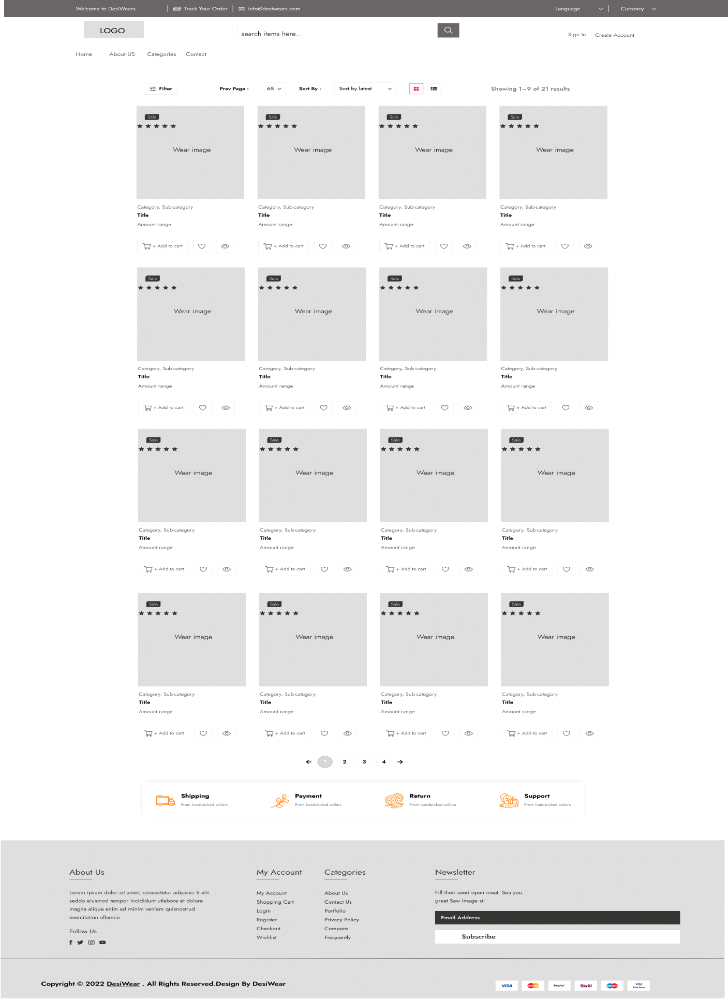 Welcome to DesiWears Track Your Order info@desiwears.com Language Currency
LOGO search items here... Sign In Create Account
Home About US Categories Contact
Filter Prev Page : 65 Sort By : Sort by latest Showing 1–9 of 21 results
Sale Sale Sale Sale
Wear image Wear image Wear image Wear image
Category, Sub-category Category, Sub-category Category, Sub-category Category, Sub-category
Title Title Title Title
Amount range Amount range Amount range Amount range
+ Add to cart + Add to cart + Add to cart + Add to cart
Sale Sale Sale Sale
Wear image Wear image Wear image Wear image
Category, Sub-category Category, Sub-category Category, Sub-category Category, Sub-category
Title Title Title Title
Amount range Amount range Amount range Amount range
+ Add to cart + Add to cart + Add to cart + Add to cart
Sale Sale Sale Sale
Wear image Wear image Wear image Wear image
Category, Sub-category Category, Sub-category Category, Sub-category Category, Sub-category
Title Title Title Title
Amount range Amount range Amount range Amount range
+ Add to cart + Add to cart + Add to cart + Add to cart
Sale Sale Sale Sale
Wear image Wear image Wear image Wear image
Category, Sub-category Category, Sub-category Category, Sub-category Category, Sub-category
Title Title Title Title
Amount range Amount range Amount range Amount range
+ Add to cart + Add to cart + Add to cart + Add to cart
1 2 3 4
Shipping Payment Return Support
From handpicked sellers From handpicked sellers From handpicked sellers From handpicked sellers
About Us
Lorem ipsum dolor sit amet, consectetur adipisici ti elit
seddo eiusmod tempor incididunt utlabore et dolore
magna aliqua enim ad minim veniam quisnostrud
exercitation ullamco
Follow Us
My Account
My Account
Shopping Cart
Login
Register
Checkout
Wishlist
Categories
About Us
Contact Us
Portfolio
Privacy Policy
Compare
Frequently
Newsletter
Fill their seed open meat. Sea you
great Saw image stl
Email Address
Subscribe
Copyright © 2022 DesiWear . All Rights Reserved.Design By DesiWear
VISA PayPal Skrill VISA Electron